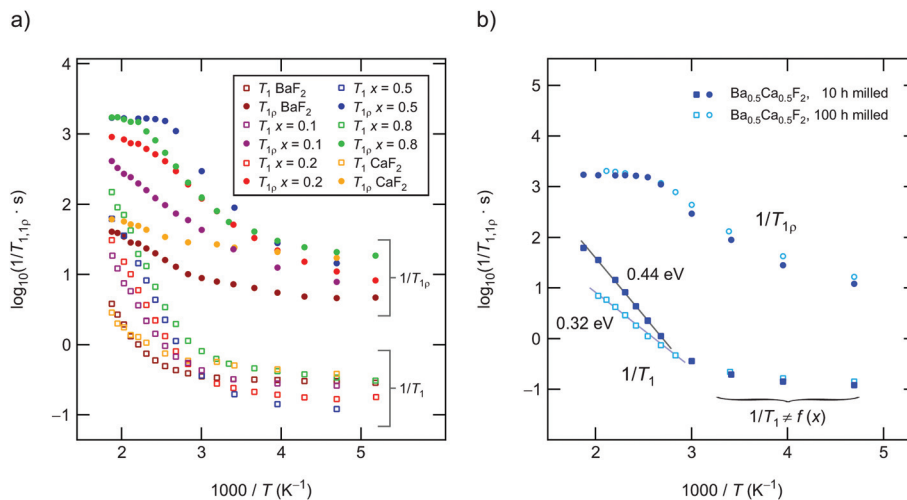 a)
b)
log₁₀(1/T₁,₁ρ · s)
4
3
2
1
0
−1
2
3
4
5
1000 / T (K⁻¹)
T₁ BaF₂
T₁ρ BaF₂
T₁ x = 0.1
T₁ρ x = 0.1
T₁ x = 0.2
T₁ρ x = 0.2
T₁ x = 0.5
T₁ρ x = 0.5
T₁ x = 0.8
T₁ρ x = 0.8
T₁ CaF₂
T₁ρ CaF₂
1/T₁ρ
1/T₁
log₁₀(1/T₁,₁ρ · s)
5
4
3
2
1
0
−1
2
3
4
5
1000 / T (K⁻¹)
Ba₀.₅Ca₀.₅F₂, 10 h milled
Ba₀.₅Ca₀.₅F₂, 100 h milled
1/T₁ρ
0.44 eV
0.32 eV
1/T₁
1/T₁ ≠ f (x)